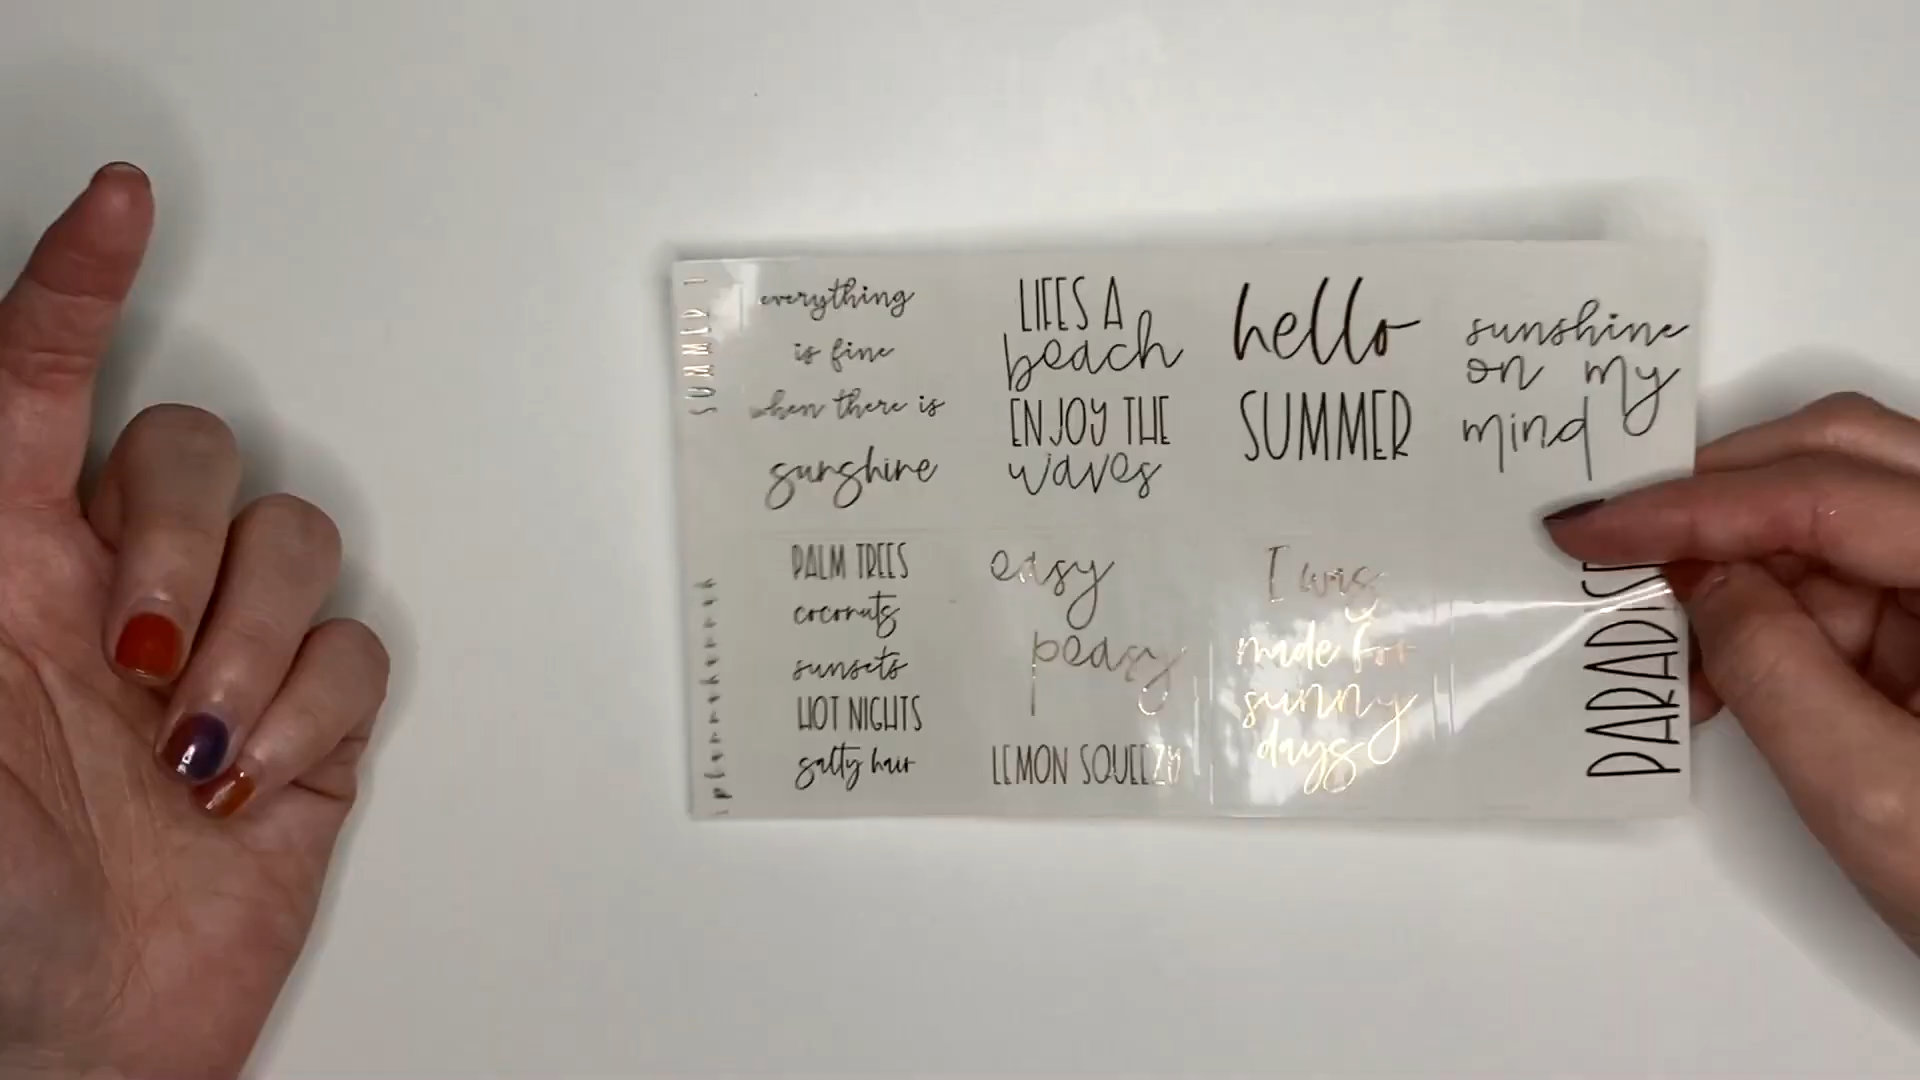 SUMMER 1
everything
is fine
when there is
sunshine
LIFES A
beach
ENJOY THE
waves
hello
SUMMER
sunshine
on my
mind
PALM TREES
coconuts
sunsets
HOT NIGHTS
salty hair
easy
peasy
LEMON SQUEEZY
I was
made for
sunny
days
PARADISE